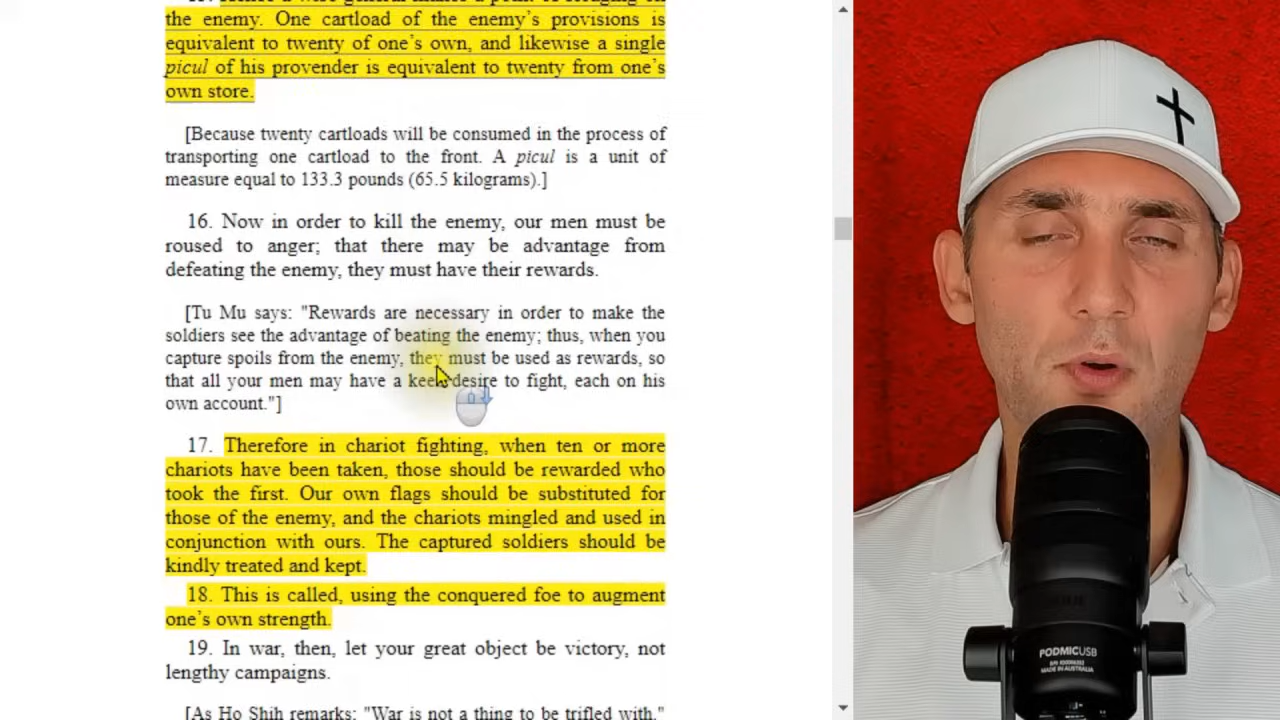 the enemy. One cartload of the enemy's provisions is
equivalent to twenty of one's own, and likewise a single
picul of his provender is equivalent to twenty from one's
own store.
[Because twenty cartloads will be consumed in the process of
transporting one cartload to the front. A picul is a unit of
measure equal to 133.3 pounds (65.5 kilograms).]
16. Now in order to kill the enemy, our men must be
roused to anger; that there may be advantage from
defeating the enemy, they must have their rewards.
[Tu Mu says: "Rewards are necessary in order to make the
soldiers see the advantage of beating the enemy; thus, when you
capture spoils from the enemy, they must be used as rewards, so
that all your men may have a keen desire to fight, each on his
own account."]
17. Therefore in chariot fighting, when ten or more
chariots have been taken, those should be rewarded who
took the first. Our own flags should be substituted for
those of the enemy, and the chariots mingled and used in
conjunction with ours. The captured soldiers should be
kindly treated and kept.
18. This is called, using the conquered foe to augment
one's own strength.
19. In war, then, let your great object be victory, not
lengthy campaigns.
[As Ho Shih remarks: "War is not a thing to be trifled with."
PODMICUSB
MADE IN AUSTRALIA